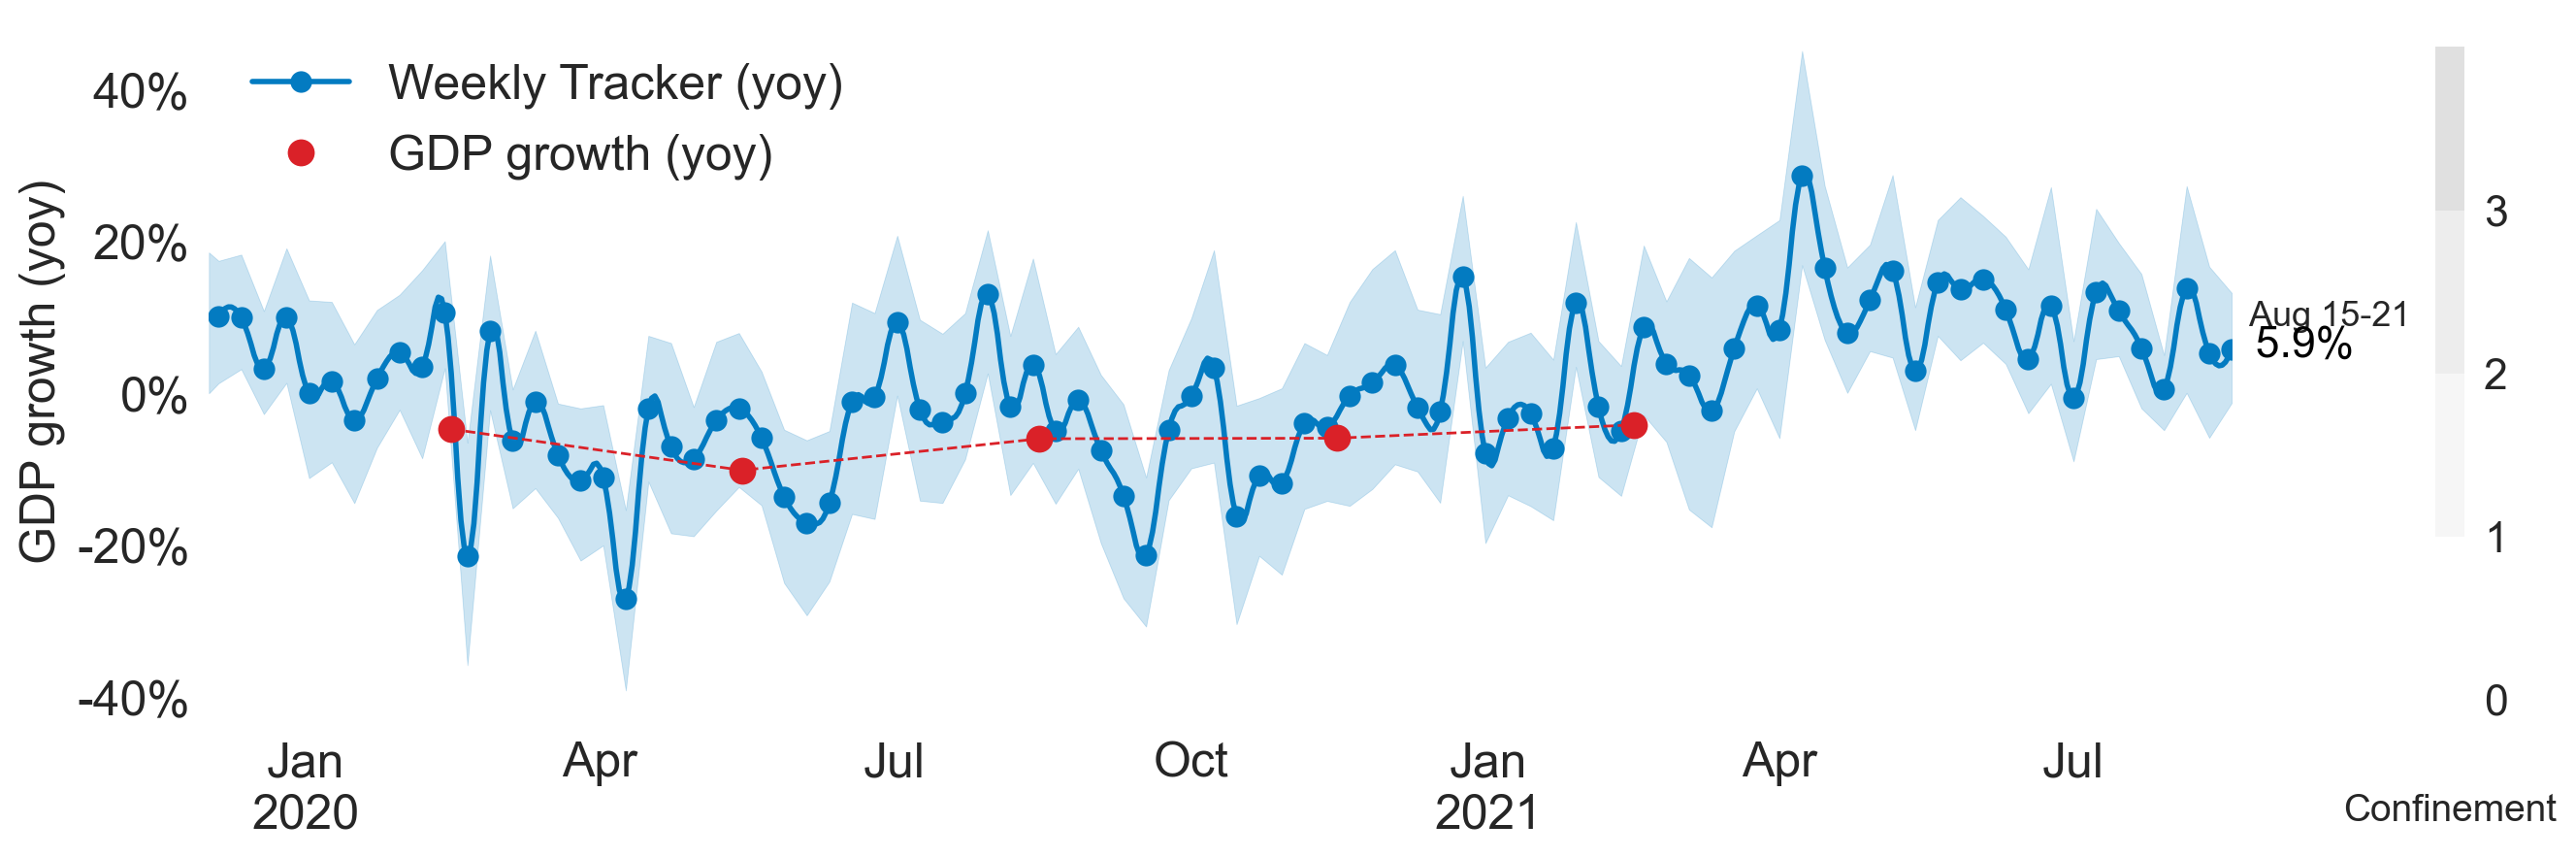 Weekly Tracker (yoy)
GDP growth (yoy)
GDP growth (yoy)
40%
20%
0%
-20%
-40%
Jan
2020
Apr
Jul
Oct
Jan
2021
Apr
Jul
Aug 15-21
5.9%
3
2
1
0
Confinement